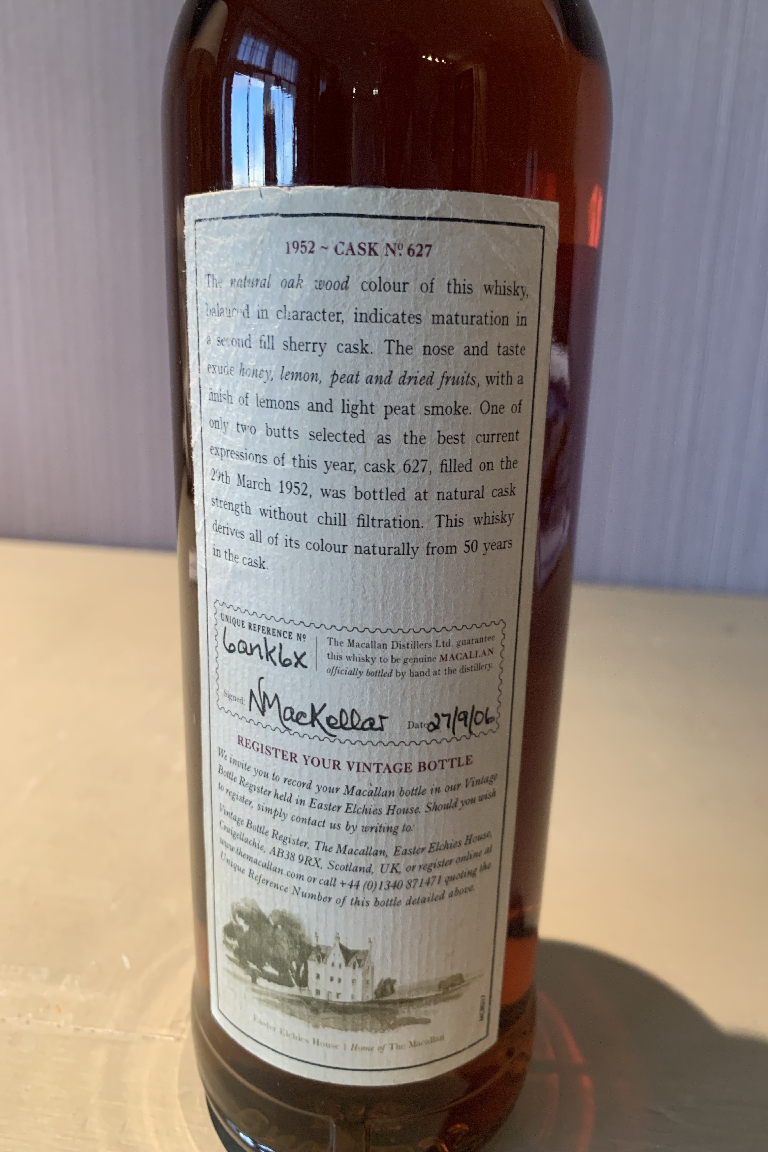 1952 ~ CASK Nº 627
The natural oak wood colour of this whisky,
balanced in character, indicates maturation in
a second fill sherry cask. The nose and taste
exude honey, lemon, peat and dried fruits, with a
finish of lemons and light peat smoke. One of
only two butts selected as the best current
expressions of this year, cask 627, filled on the
29th March 1952, was bottled at natural cask
strength without chill filtration. This whisky
derives all of its colour naturally from 50 years
in the cask.
UNIQUE REFERENCE Nº
6ank6x
The Macallan Distillers Ltd. guarantee
this whisky to be genuine MACALLAN
officially bottled by hand at the distillery.
Signed: NMacKellar Date 27/9/06
REGISTER YOUR VINTAGE BOTTLE
We invite you to record your Macallan bottle in our Vintage
Bottle Register held in Easter Elchies House. Should you wish
to register, simply contact us by writing to:
Vintage Bottle Register, The Macallan, Easter Elchies House,
Craigellachie, AB38 9RX, Scotland, UK, or register online at
www.themacallan.com or call +44 (0)1340 871471 quoting the
Unique Reference Number of this bottle detailed above.
Easter Elchies House | Home of The Macallan